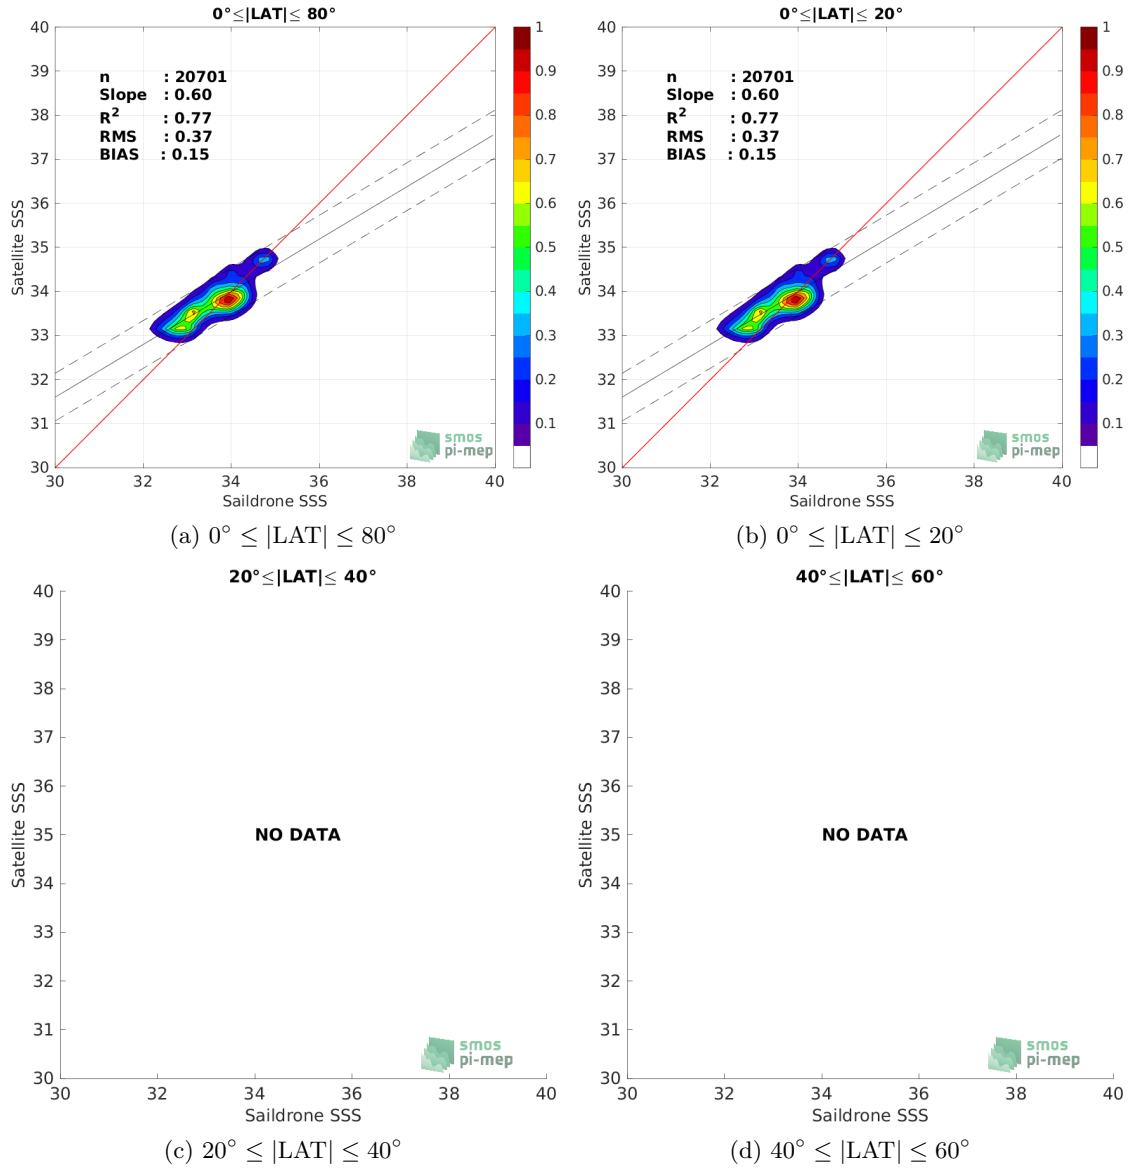 0°≤|LAT|≤ 80°
40
39
38
37
36
35
34
33
32
31
30
Satellite SSS
n : 20701
Slope : 0.60
R² : 0.77
RMS : 0.37
BIAS : 0.15
smos
pi-mep
30 32 34 36 38 40
Saildrone SSS
1
0.9
0.8
0.7
0.6
0.5
0.4
0.3
0.2
0.1
(a) 0° ≤ |LAT| ≤ 80°
0°≤|LAT|≤ 20°
40
39
38
37
36
35
34
33
32
31
30
Satellite SSS
n : 20701
Slope : 0.60
R² : 0.77
RMS : 0.37
BIAS : 0.15
smos
pi-mep
30 32 34 36 38 40
Saildrone SSS
1
0.9
0.8
0.7
0.6
0.5
0.4
0.3
0.2
0.1
(b) 0° ≤ |LAT| ≤ 20°
20°≤|LAT|≤ 40°
40
39
38
37
36
35
34
33
32
31
30
Satellite SSS
NO DATA
smos
pi-mep
30 32 34 36 38 40
Saildrone SSS
(c) 20° ≤ |LAT| ≤ 40°
40°≤|LAT|≤ 60°
40
39
38
37
36
35
34
33
32
31
30
Satellite SSS
NO DATA
smos
pi-mep
30 32 34 36 38 40
Saildrone SSS
(d) 40° ≤ |LAT| ≤ 60°